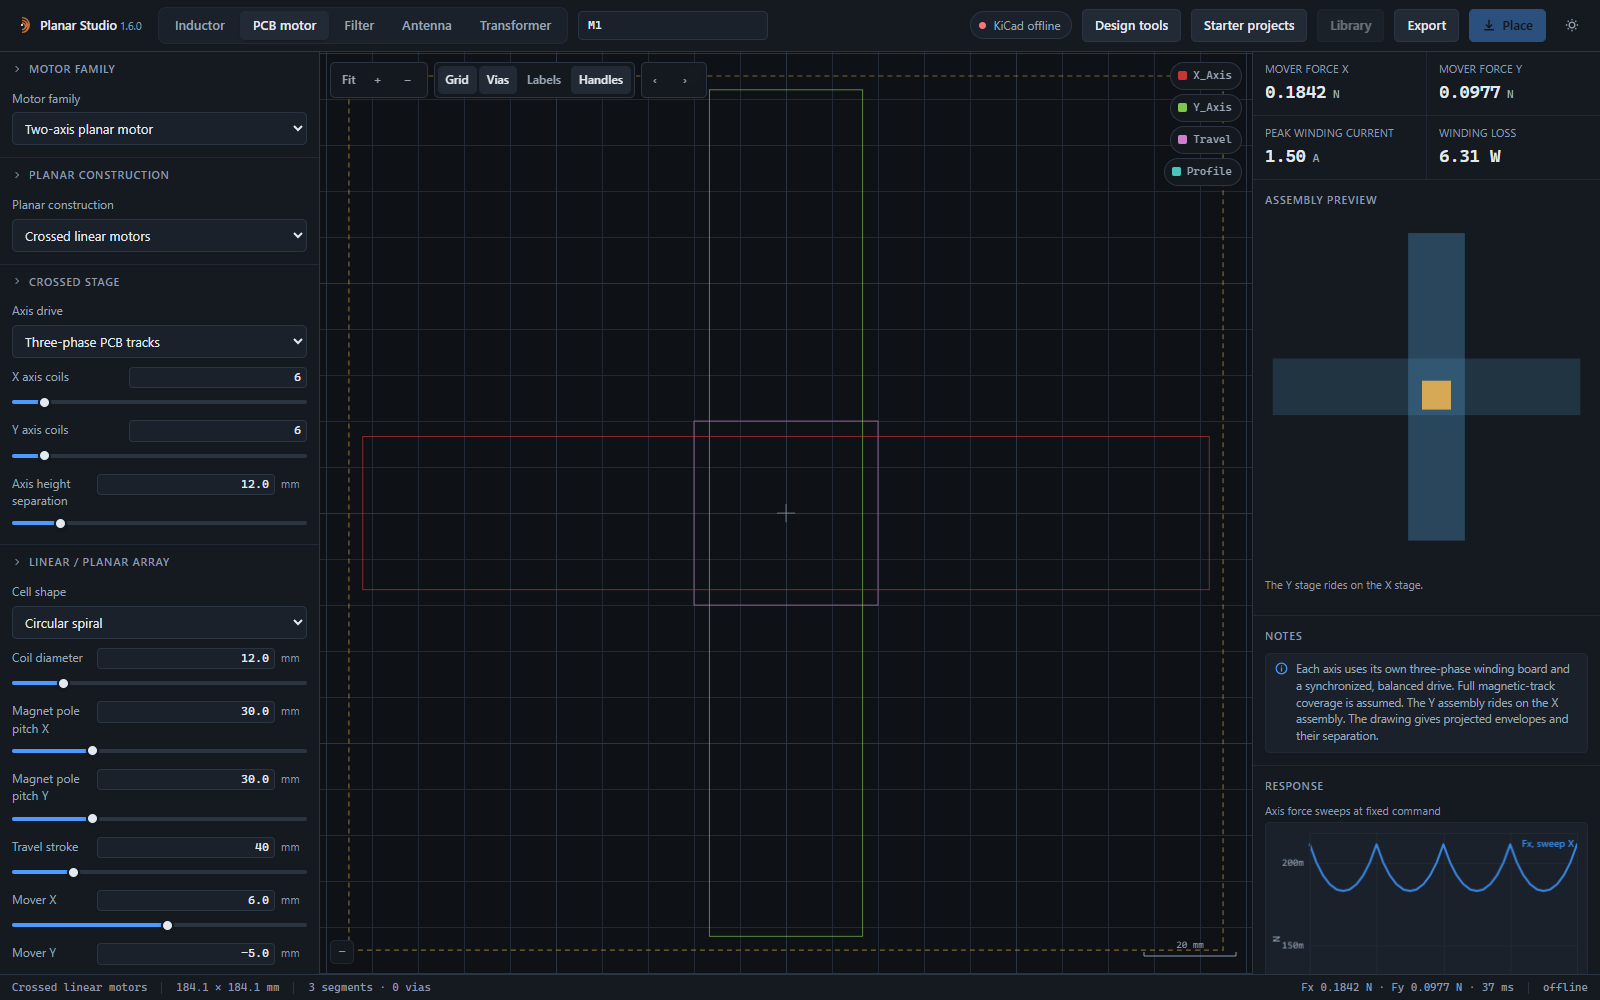 Planar Studio 1.6.0
Inductor
PCB motor
Filter
Antenna
Transformer
M1
KiCad offline
Design tools
Starter projects
Library
Export
Place
MOTOR FAMILY
Motor family
Two-axis planar motor
PLANAR CONSTRUCTION
Planar construction
Crossed linear motors
CROSSED STAGE
Axis drive
Three-phase PCB tracks
X axis coils 6
Y axis coils 6
Axis height separation 12.0 mm
LINEAR / PLANAR ARRAY
Cell shape
Circular spiral
Coil diameter 12.0 mm
Magnet pole pitch X 30.0 mm
Magnet pole pitch Y 30.0 mm
Travel stroke 40 mm
Mover X 6.0 mm
Mover Y −5.0 mm
Fit + −
Grid Vias Labels Handles
‹ ›
X_Axis
Y_Axis
Travel
Profile
−
20 mm
MOVER FORCE X
0.1842 N
MOVER FORCE Y
0.0977 N
PEAK WINDING CURRENT
1.50 A
WINDING LOSS
6.31 W
ASSEMBLY PREVIEW
The Y stage rides on the X stage.
NOTES
Each axis uses its own three-phase winding board and
a synchronized, balanced drive. Full magnetic-track
coverage is assumed. The Y assembly rides on the X
assembly. The drawing gives projected envelopes and
their separation.
RESPONSE
Axis force sweeps at fixed command
Fx, sweep X
200m
N
150m
Crossed linear motors
184.1 × 184.1 mm
3 segments · 0 vias
Fx 0.1842 N · Fy 0.0977 N · 37 ms
offline